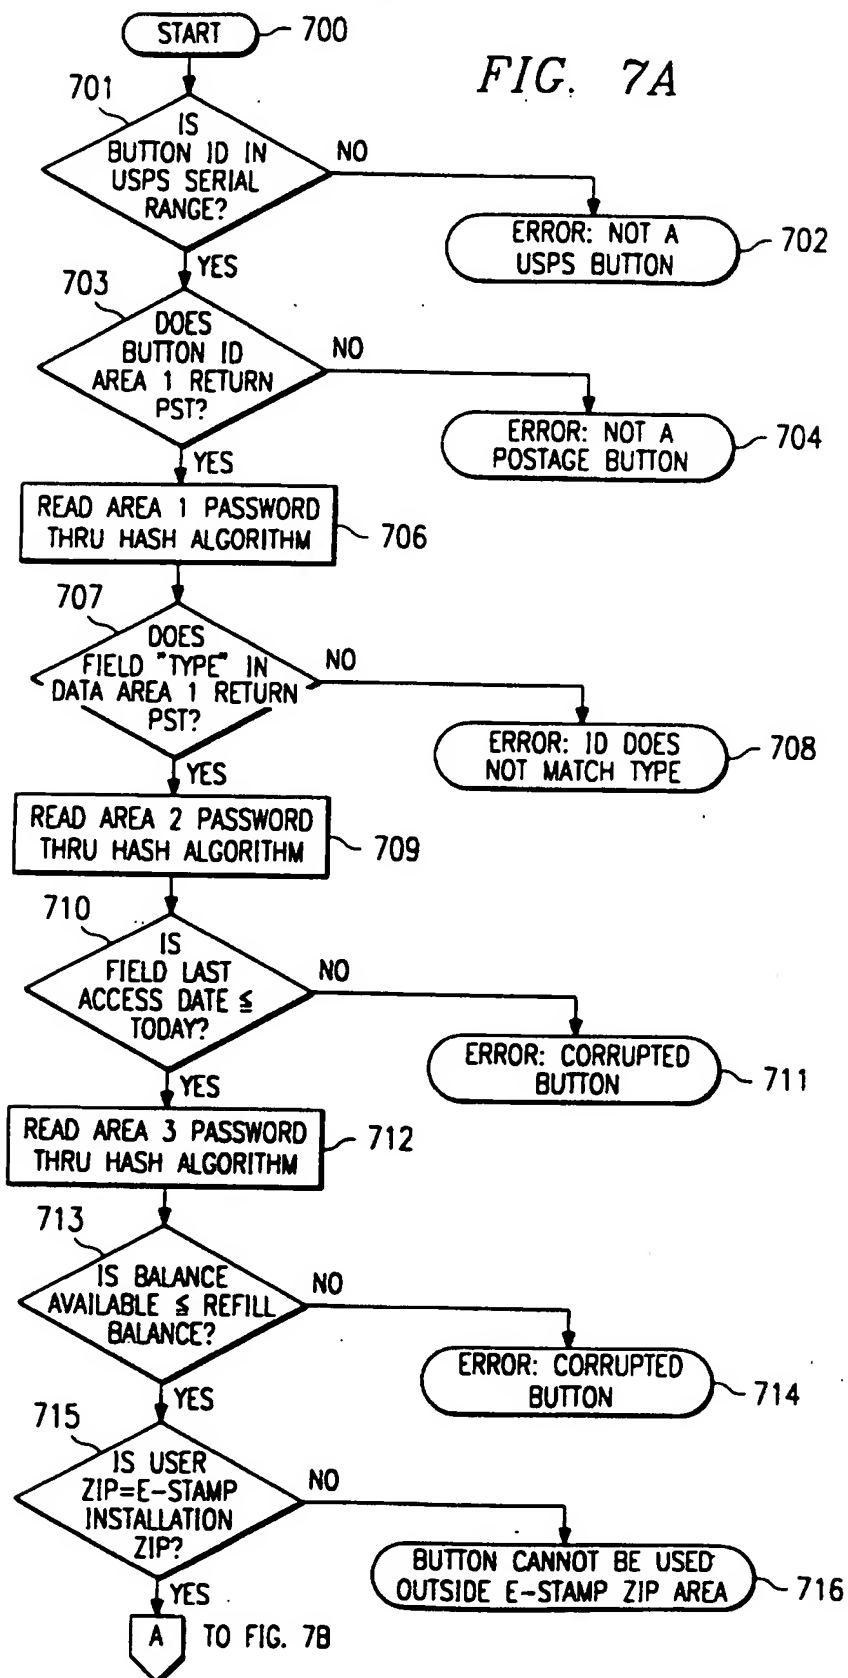 START
700
FIG. 7A
701
IS
BUTTON ID IN
USPS SERIAL
RANGE?
NO
ERROR: NOT A
USPS BUTTON
702
YES
703
DOES
BUTTON ID
AREA 1 RETURN
PST?
NO
ERROR: NOT A
POSTAGE BUTTON
704
YES
READ AREA 1 PASSWORD
THRU HASH ALGORITHM
706
707
DOES
FIELD "TYPE" IN
DATA AREA 1 RETURN
PST?
NO
ERROR: ID DOES
NOT MATCH TYPE
708
YES
READ AREA 2 PASSWORD
THRU HASH ALGORITHM
709
710
IS
FIELD LAST
ACCESS DATE ≤
TODAY?
NO
ERROR: CORRUPTED
BUTTON
711
YES
READ AREA 3 PASSWORD
THRU HASH ALGORITHM
712
713
IS BALANCE
AVAILABLE ≤ REFILL
BALANCE?
NO
ERROR: CORRUPTED
BUTTON
714
YES
715
IS USER
ZIP=E-STAMP
INSTALLATION
ZIP?
NO
BUTTON CANNOT BE USED
OUTSIDE E-STAMP ZIP AREA
716
YES
A
TO FIG. 7B